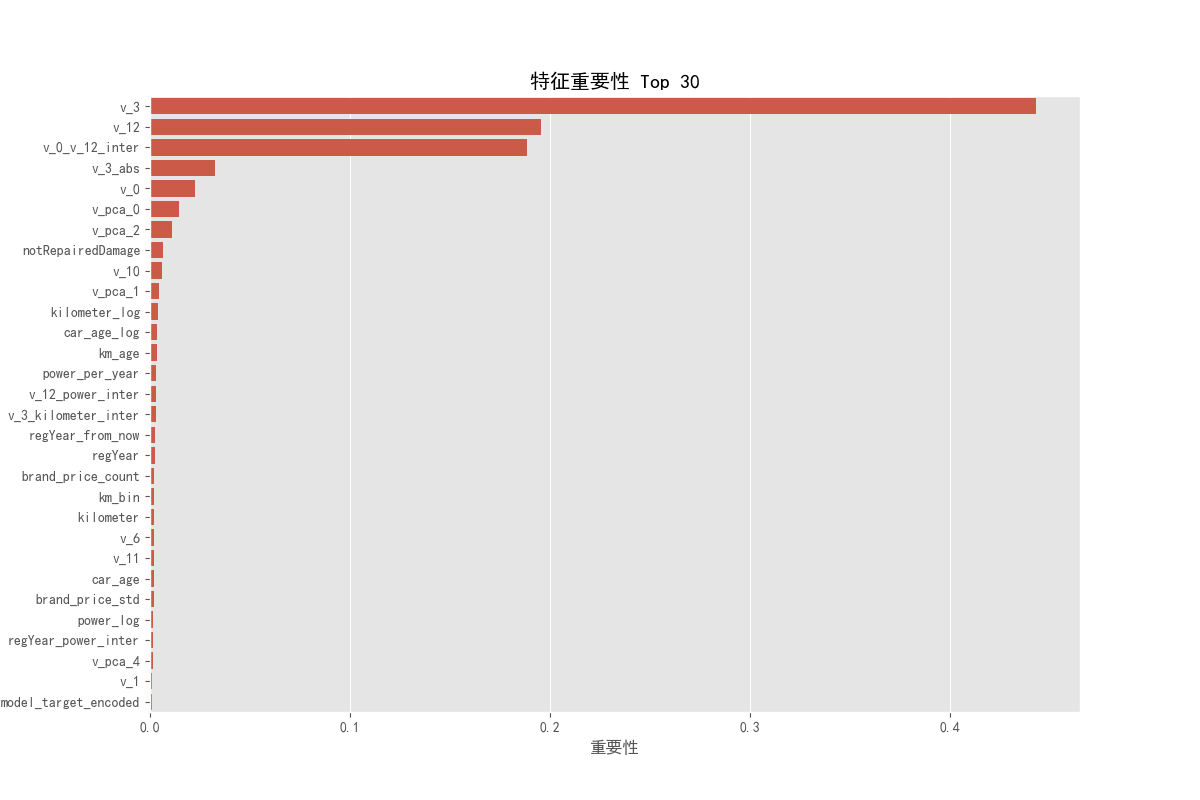 特征重要性 Top 30
v_3
v_12
v_0_v_12_inter
v_3_abs
v_0
v_pca_0
v_pca_2
notRepairedDamage
v_10
v_pca_1
kilometer_log
car_age_log
km_age
power_per_year
v_12_power_inter
v_3_kilometer_inter
regYear_from_now
regYear
brand_price_count
km_bin
kilometer
v_6
v_11
car_age
brand_price_std
power_log
regYear_power_inter
v_pca_4
v_1
model_target_encoded
0.0 0.1 0.2 0.3 0.4
重要性